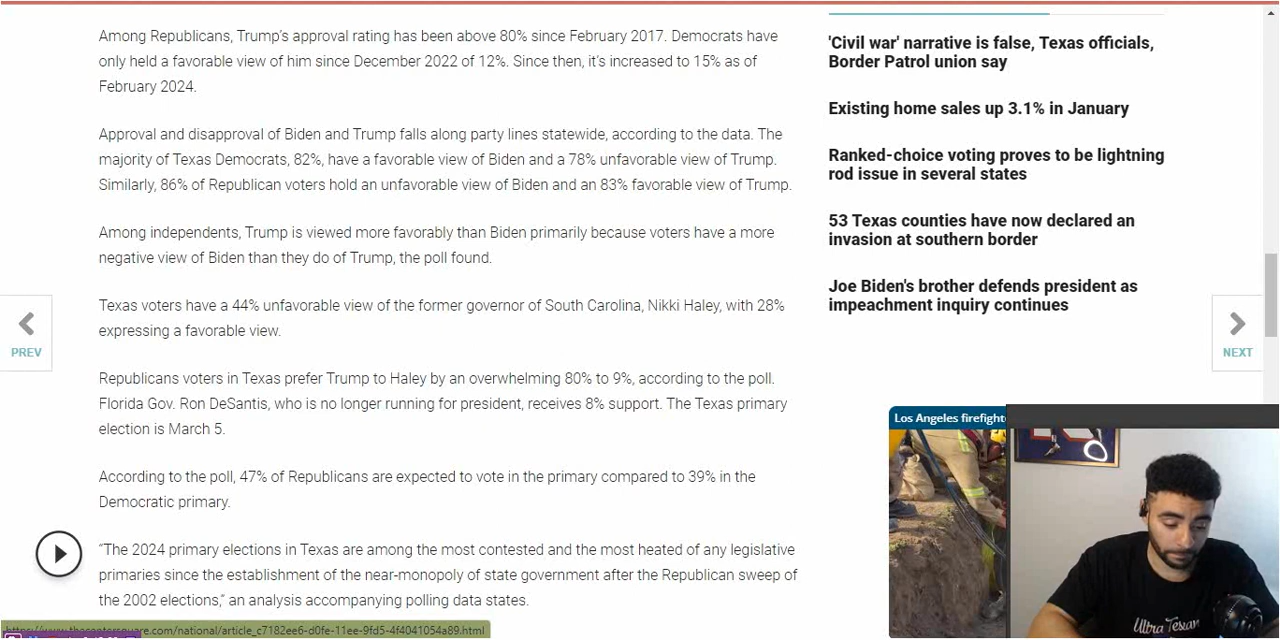 Among Republicans, Trump's approval rating has been above 80% since February 2017. Democrats have
only held a favorable view of him since December 2022 of 12%. Since then, it's increased to 15% as of
February 2024.
Approval and disapproval of Biden and Trump falls along party lines statewide, according to the data. The
majority of Texas Democrats, 82%, have a favorable view of Biden and a 78% unfavorable view of Trump.
Similarly, 86% of Republican voters hold an unfavorable view of Biden and an 83% favorable view of Trump.
Among independents, Trump is viewed more favorably than Biden primarily because voters have a more
negative view of Biden than they do of Trump, the poll found.
Texas voters have a 44% unfavorable view of the former governor of South Carolina, Nikki Haley, with 28%
expressing a favorable view.
Republicans voters in Texas prefer Trump to Haley by an overwhelming 80% to 9%, according to the poll.
Florida Gov. Ron DeSantis, who is no longer running for president, receives 8% support. The Texas primary
election is March 5.
According to the poll, 47% of Republicans are expected to vote in the primary compared to 39% in the
Democratic primary.
“The 2024 primary elections in Texas are among the most contested and the most heated of any legislative
primaries since the establishment of the near-monopoly of state government after the Republican sweep of
the 2002 elections,” an analysis accompanying polling data states.
PREV
'Civil war' narrative is false, Texas officials,
Border Patrol union say
Existing home sales up 3.1% in January
Ranked-choice voting proves to be lightning
rod issue in several states
53 Texas counties have now declared an
invasion at southern border
Joe Biden's brother defends president as
impeachment inquiry continues
NEXT
Los Angeles firefight
Ultra Texan
https://www.thecentersquare.com/national/article_c7182ee6-d0fe-11ee-9fd5-4f4041054a89.html